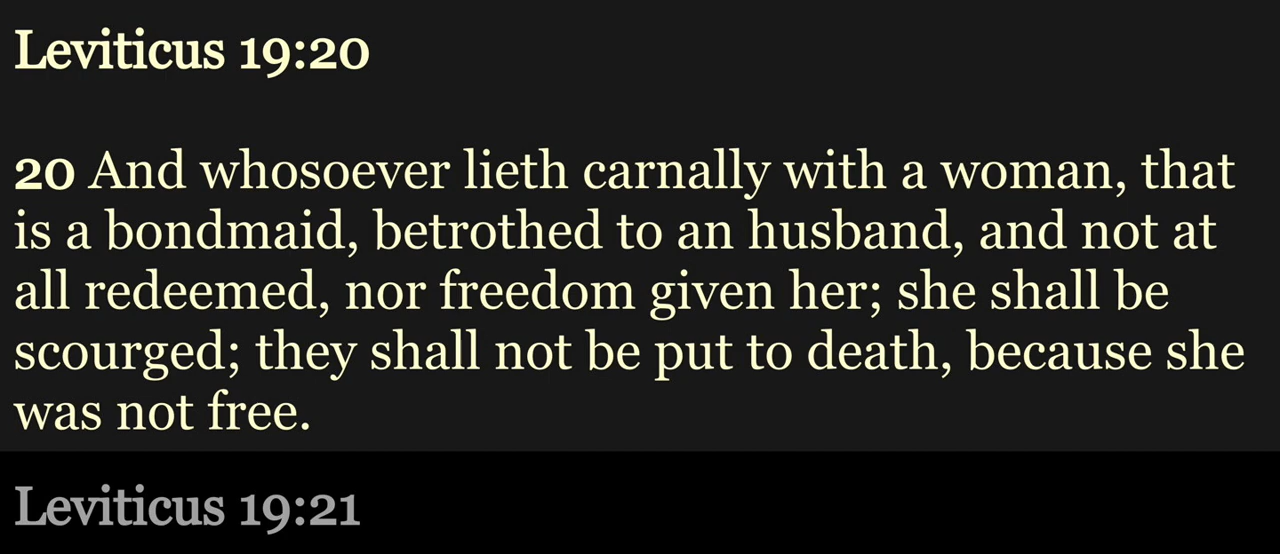 Leviticus 19:20
20 And whosoever lieth carnally with a woman, that
is a bondmaid, betrothed to an husband, and not at
all redeemed, nor freedom given her; she shall be
scourged; they shall not be put to death, because she
was not free.
Leviticus 19:21